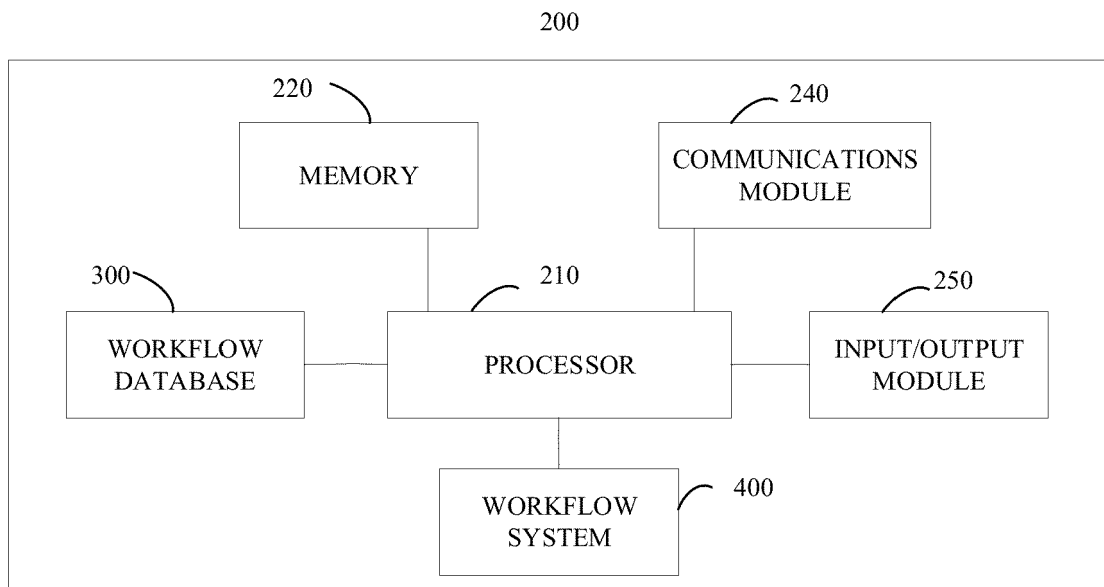 200
220
240
MEMORY
COMMUNICATIONS
MODULE
300
210
250
WORKFLOW
DATABASE
PROCESSOR
INPUT/OUTPUT
MODULE
WORKFLOW
SYSTEM
400